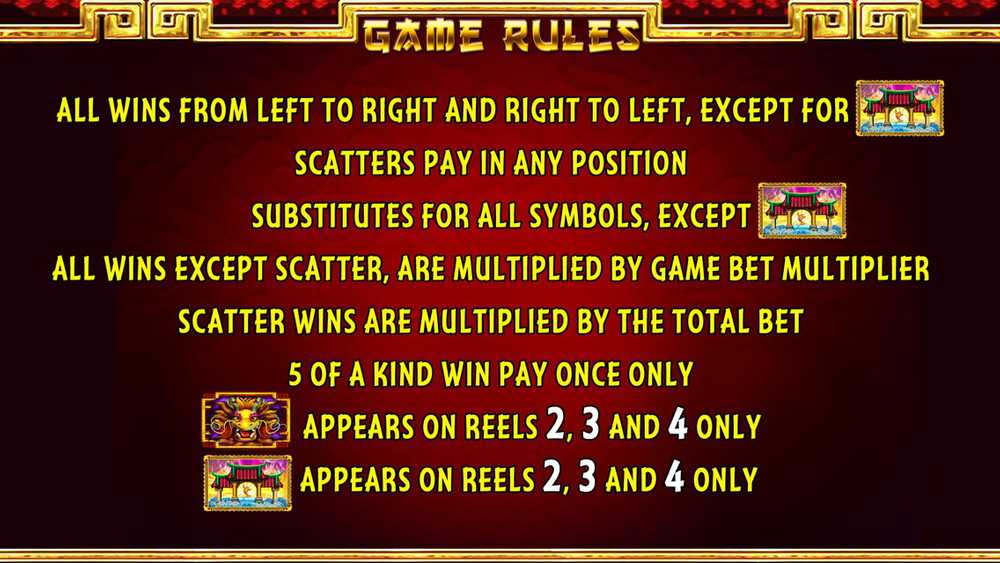 GAME RULES
ALL WINS FROM LEFT TO RIGHT AND RIGHT TO LEFT, EXCEPT FOR
SCATTERS PAY IN ANY POSITION
SUBSTITUTES FOR ALL SYMBOLS, EXCEPT
ALL WINS EXCEPT SCATTER, ARE MULTIPLIED BY GAME BET MULTIPLIER
SCATTER WINS ARE MULTIPLIED BY THE TOTAL BET
5 OF A KIND WIN PAY ONCE ONLY
APPEARS ON REELS 2, 3 AND 4 ONLY
APPEARS ON REELS 2, 3 AND 4 ONLY